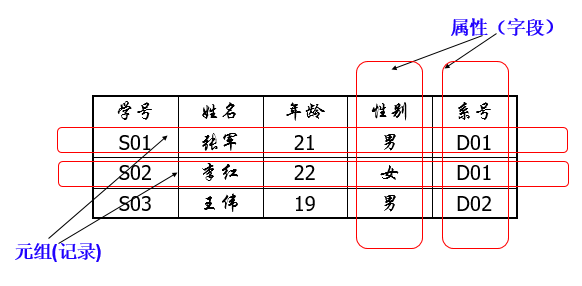 属性（字段）
学号 姓名 年龄 性别 系号
S01 张军 21 男 D01
S02 李红 22 女 D01
S03 王伟 19 男 D02
元组(记录)